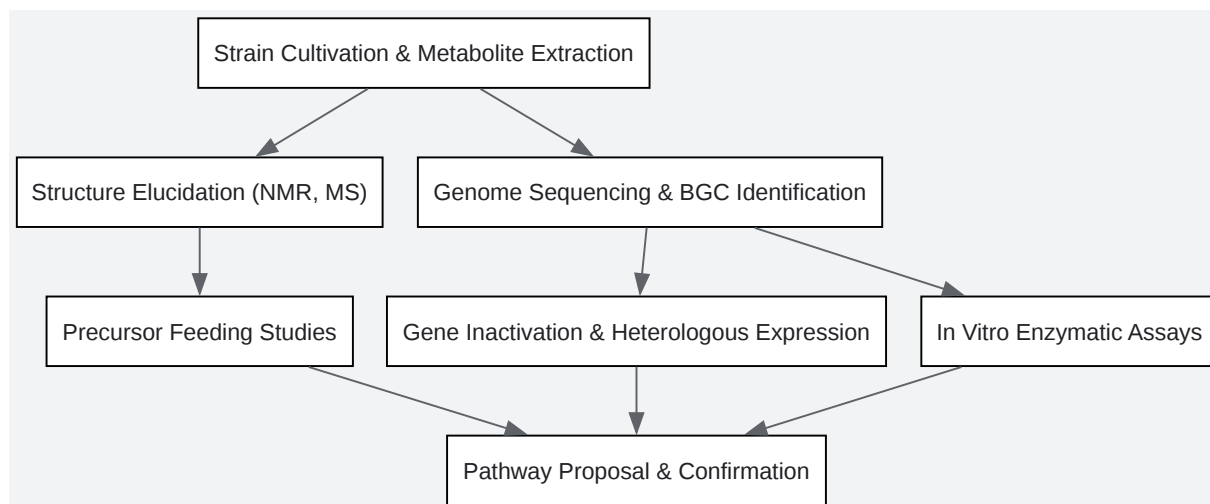 Strain Cultivation & Metabolite Extraction
Structure Elucidation (NMR, MS)
Genome Sequencing & BGC Identification
Precursor Feeding Studies
Gene Inactivation & Heterologous Expression
In Vitro Enzymatic Assays
Pathway Proposal & Confirmation